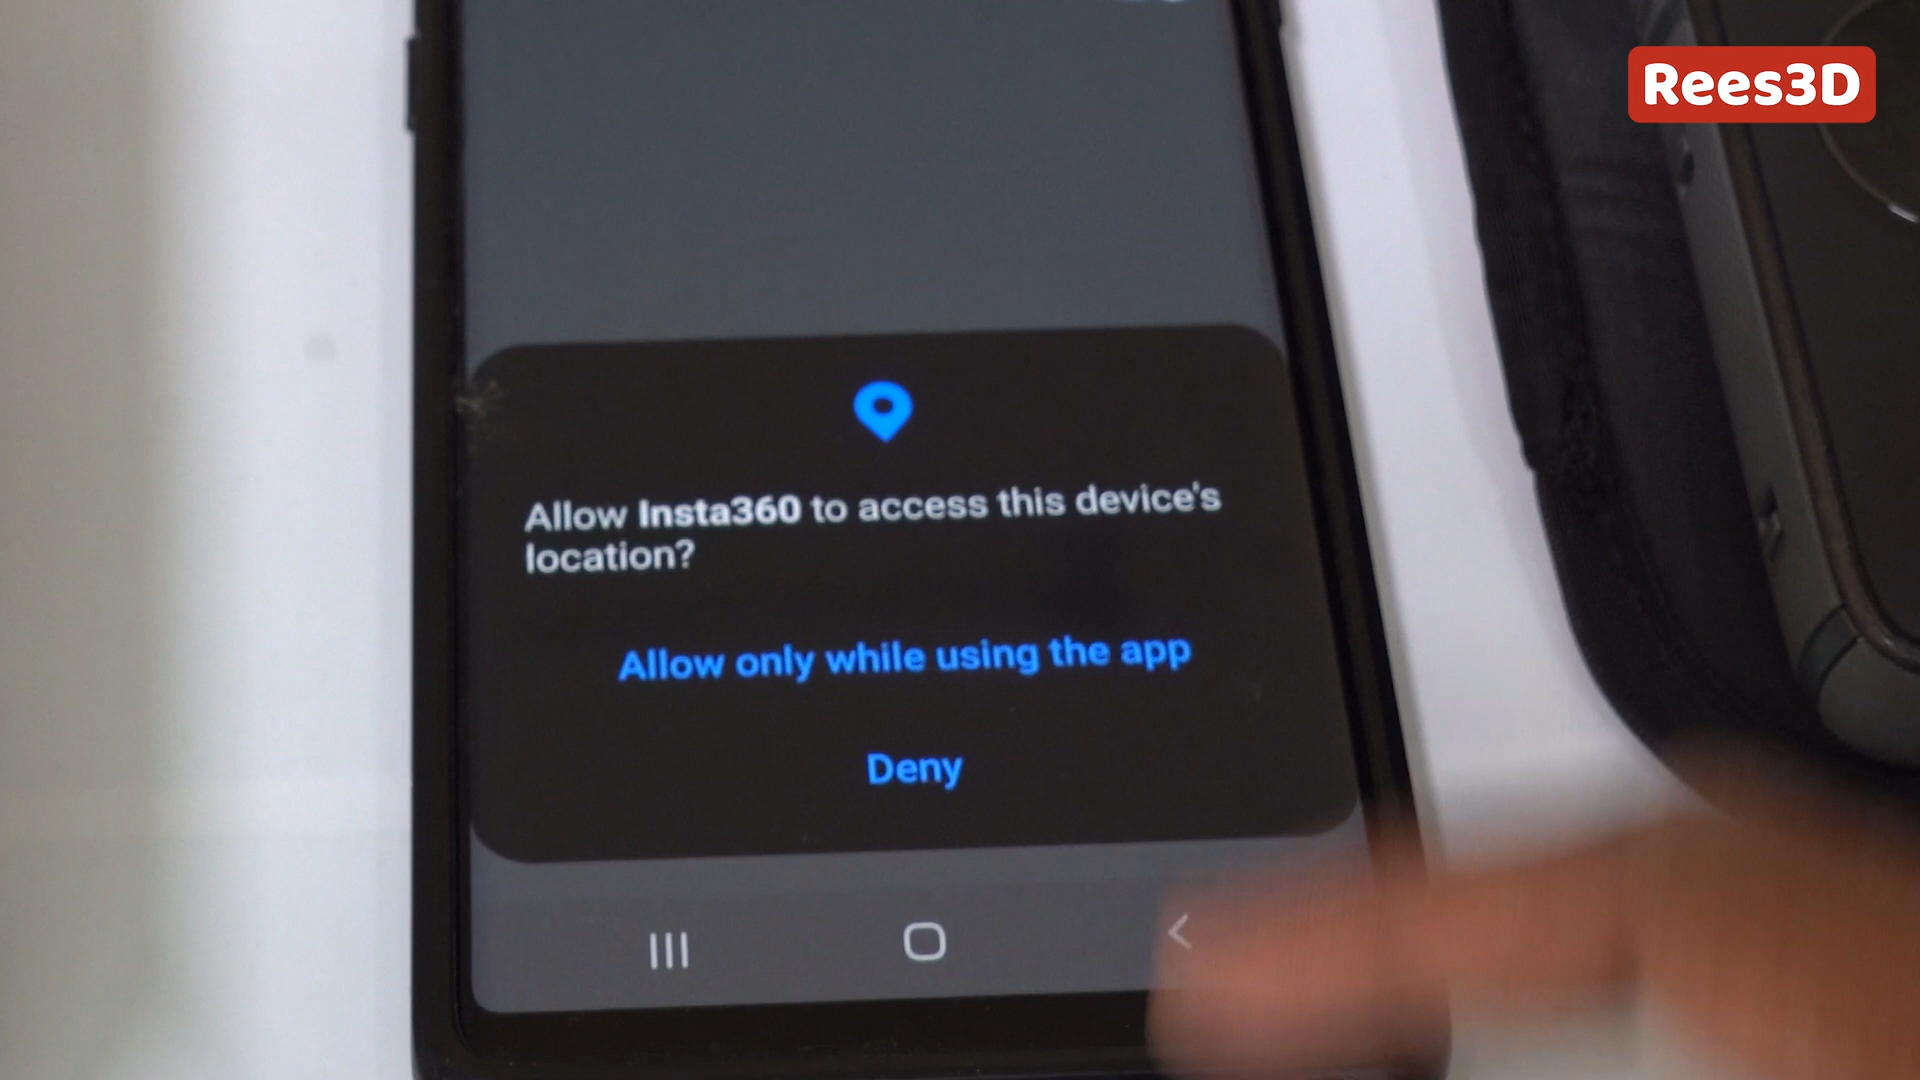 Rees3D
Allow Insta360 to access this device's
location?
Allow only while using the app
Deny